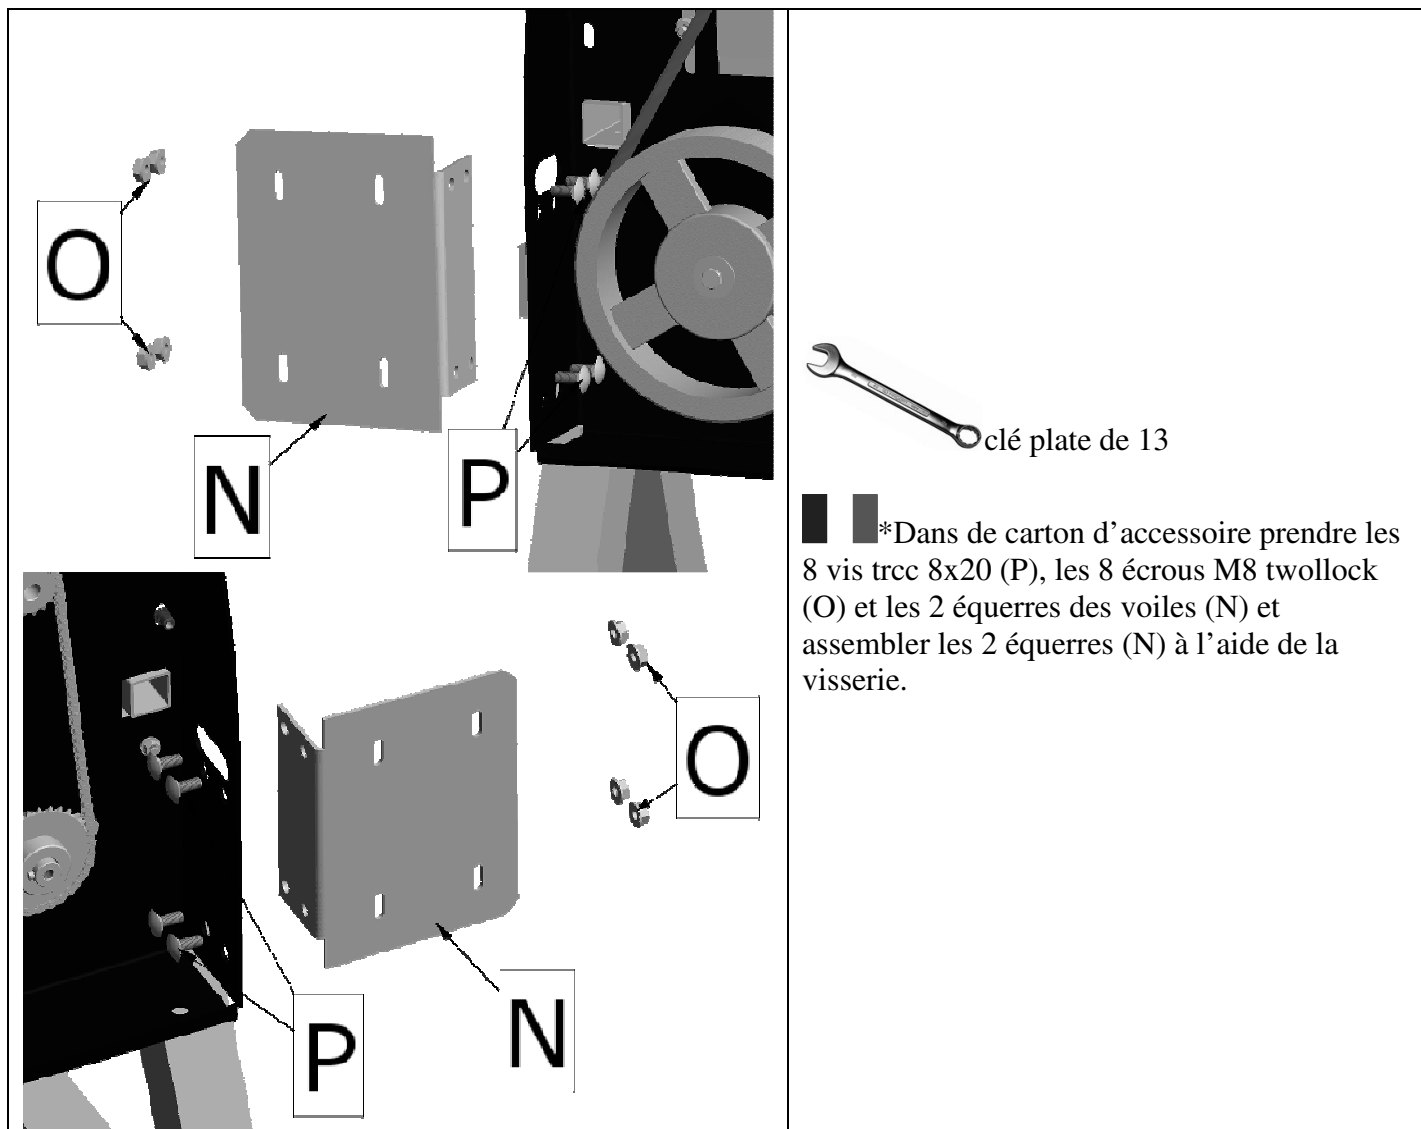 O
N
P
O
N
P
clé plate de 13
*Dans de carton d’accessoire prendre les
8 vis trcc 8x20 (P), les 8 écrous M8 twollock
(O) et les 2 équerres des voiles (N) et
assembler les 2 équerres (N) à l’aide de la
visserie.